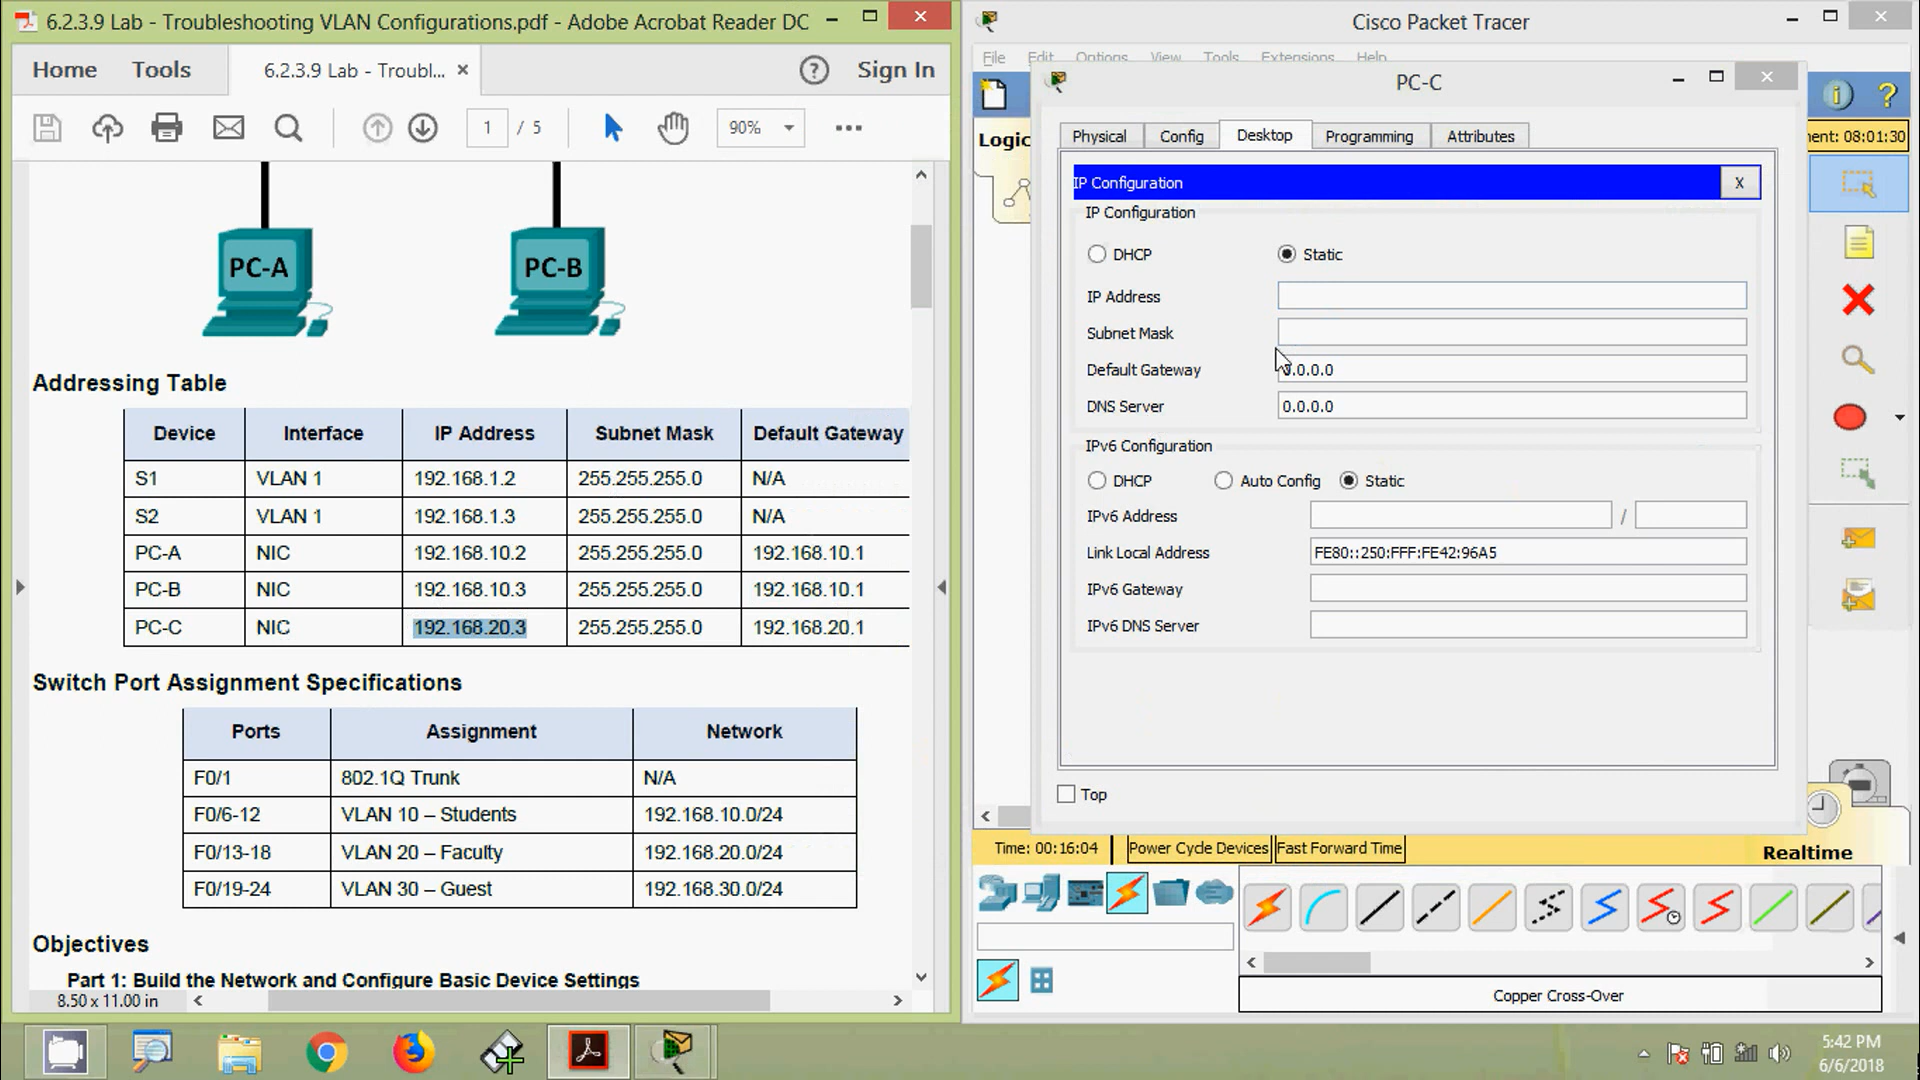 6.2.3.9 Lab - Troubleshooting VLAN Configurations.pdf - Adobe Acrobat Reader DC
Home
Tools
6.2.3.9 Lab - Troubl...
Sign In
1 / 5
90%
PC-A
PC-B
Addressing Table
Device Interface IP Address Subnet Mask Default Gateway
S1 VLAN 1 192.168.1.2 255.255.255.0 N/A
S2 VLAN 1 192.168.1.3 255.255.255.0 N/A
PC-A NIC 192.168.10.2 255.255.255.0 192.168.10.1
PC-B NIC 192.168.10.3 255.255.255.0 192.168.10.1
PC-C NIC 192.168.20.3 255.255.255.0 192.168.20.1
Switch Port Assignment Specifications
Ports Assignment Network
F0/1 802.1Q Trunk N/A
F0/6-12 VLAN 10 – Students 192.168.10.0/24
F0/13-18 VLAN 20 – Faculty 192.168.20.0/24
F0/19-24 VLAN 30 – Guest 192.168.30.0/24
Objectives
Part 1: Build the Network and Configure Basic Device Settings
8.50 x 11.00 in
Cisco Packet Tracer
File Edit Options View Tools Extensions Help
PC-C
Logic
ment: 08:01:30
Physical Config Desktop Programming Attributes
IP Configuration
X
IP Configuration
DHCP Static
IP Address
Subnet Mask
Default Gateway 0.0.0.0
DNS Server 0.0.0.0
IPv6 Configuration
DHCP Auto Config Static
IPv6 Address /
Link Local Address FE80::250:FFF:FE42:96A5
IPv6 Gateway
IPv6 DNS Server
Top
Time: 00:16:04 Power Cycle Devices Fast Forward Time
Realtime
Copper Cross-Over
5:42 PM
6/6/2018